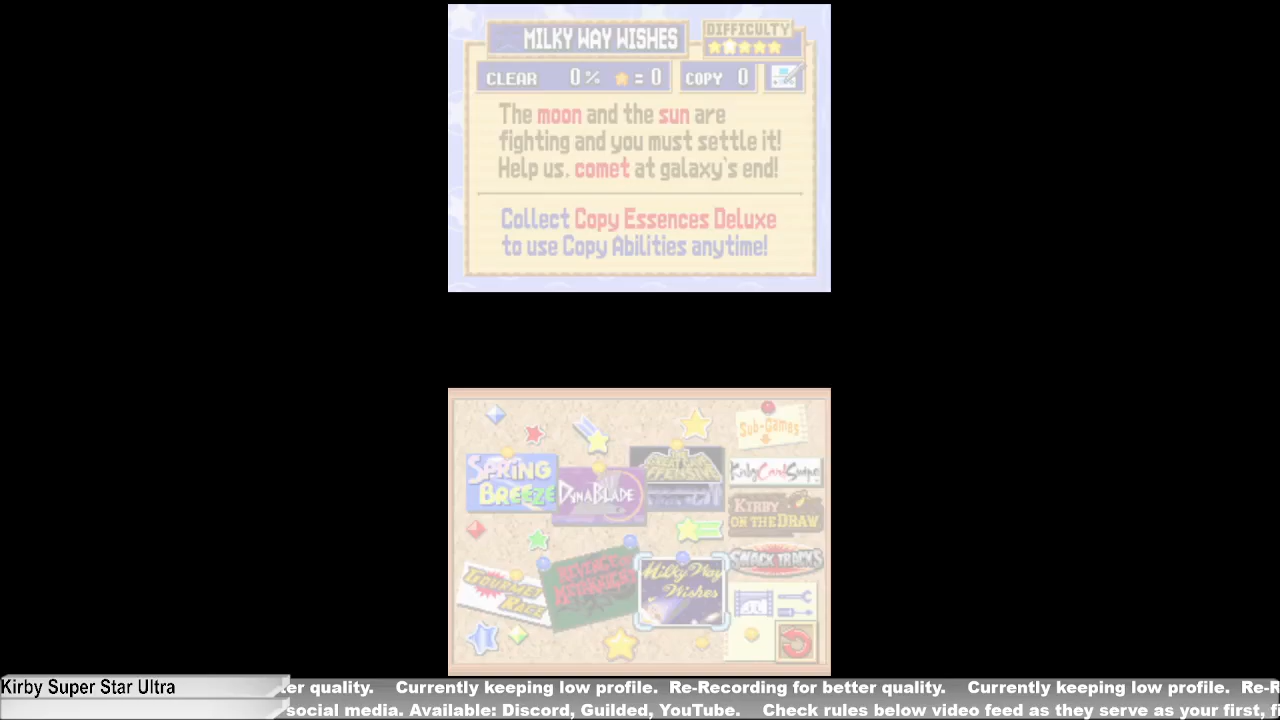 MILKY WAY WISHES
DIFFICULTY
CLEAR 0% = 0
COPY 0
The moon and the sun are
fighting and you must settle it!
Help us, comet at galaxy's end!
Collect Copy Essences Deluxe
to use Copy Abilities anytime!
Sub-Games
SPRING
BREEZE
DYNA BLADE
THE
GREAT CAVE
OFFENSIVE
Kirby Card Swipe
KIRBY
ON THE DRAW
SNACK TRACKS
GOURMET
RACE
REVENGE OF
META KNIGHT
Milky Way
Wishes
Kirby Super Star Ultra
ter quality. Currently keeping low profile. Re-Recording for better quality. Currently keeping low profile. Re-R
social media. Available: Discord, Guilded, YouTube. Check rules below video feed as they serve as your first, f